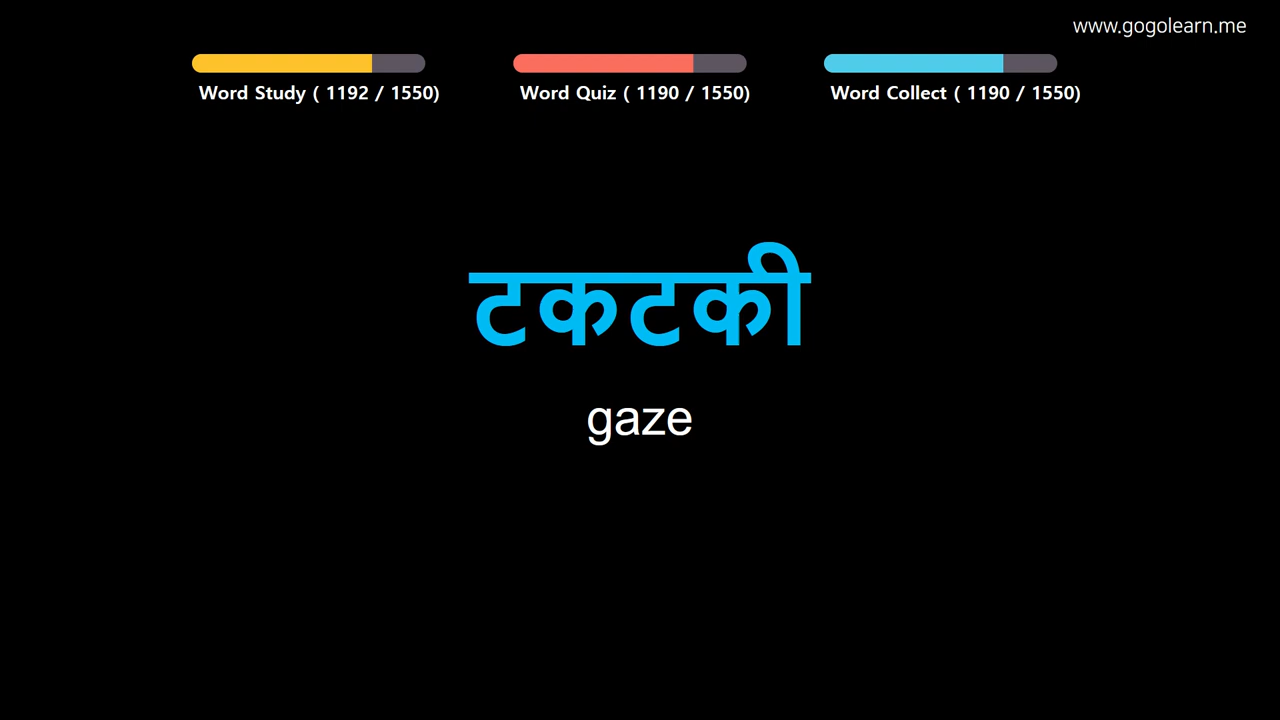 www.gogolearn.me
Word Study ( 1192 / 1550)
Word Quiz ( 1190 / 1550)
Word Collect ( 1190 / 1550)
टकटकी
gaze